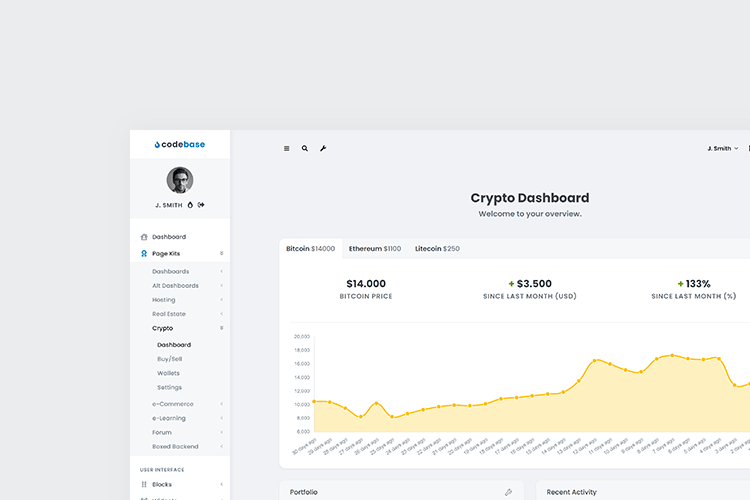 codebase
J. SMITH
Dashboard
Page Kits
Dashboards
Alt Dashboards
Hosting
Real Estate
Crypto
Dashboard
Buy/Sell
Wallets
Settings
e-Commerce
e-Learning
Forum
Boxed Backend
USER INTERFACE
Blocks
J. Smith
Crypto Dashboard
Welcome to your overview.
Bitcoin $14000 Ethereum $1100 Litecoin $250
$14.000 + $3.500 + 133%
BITCOIN PRICE SINCE LAST MONTH (USD) SINCE LAST MONTH (%)
20,000
18,000
16,000
14,000
12,000
10,000
8,000
6,000
30 days ago
29 days ago
28 days ago
27 days ago
26 days ago
25 days ago
24 days ago
23 days ago
22 days ago
21 days ago
20 days ago
19 days ago
18 days ago
17 days ago
16 days ago
15 days ago
14 days ago
13 days ago
12 days ago
11 days ago
10 days ago
9 days ago
8 days ago
7 days ago
6 days ago
5 days ago
4 days ago
3 days ago
Portfolio
Recent Activity